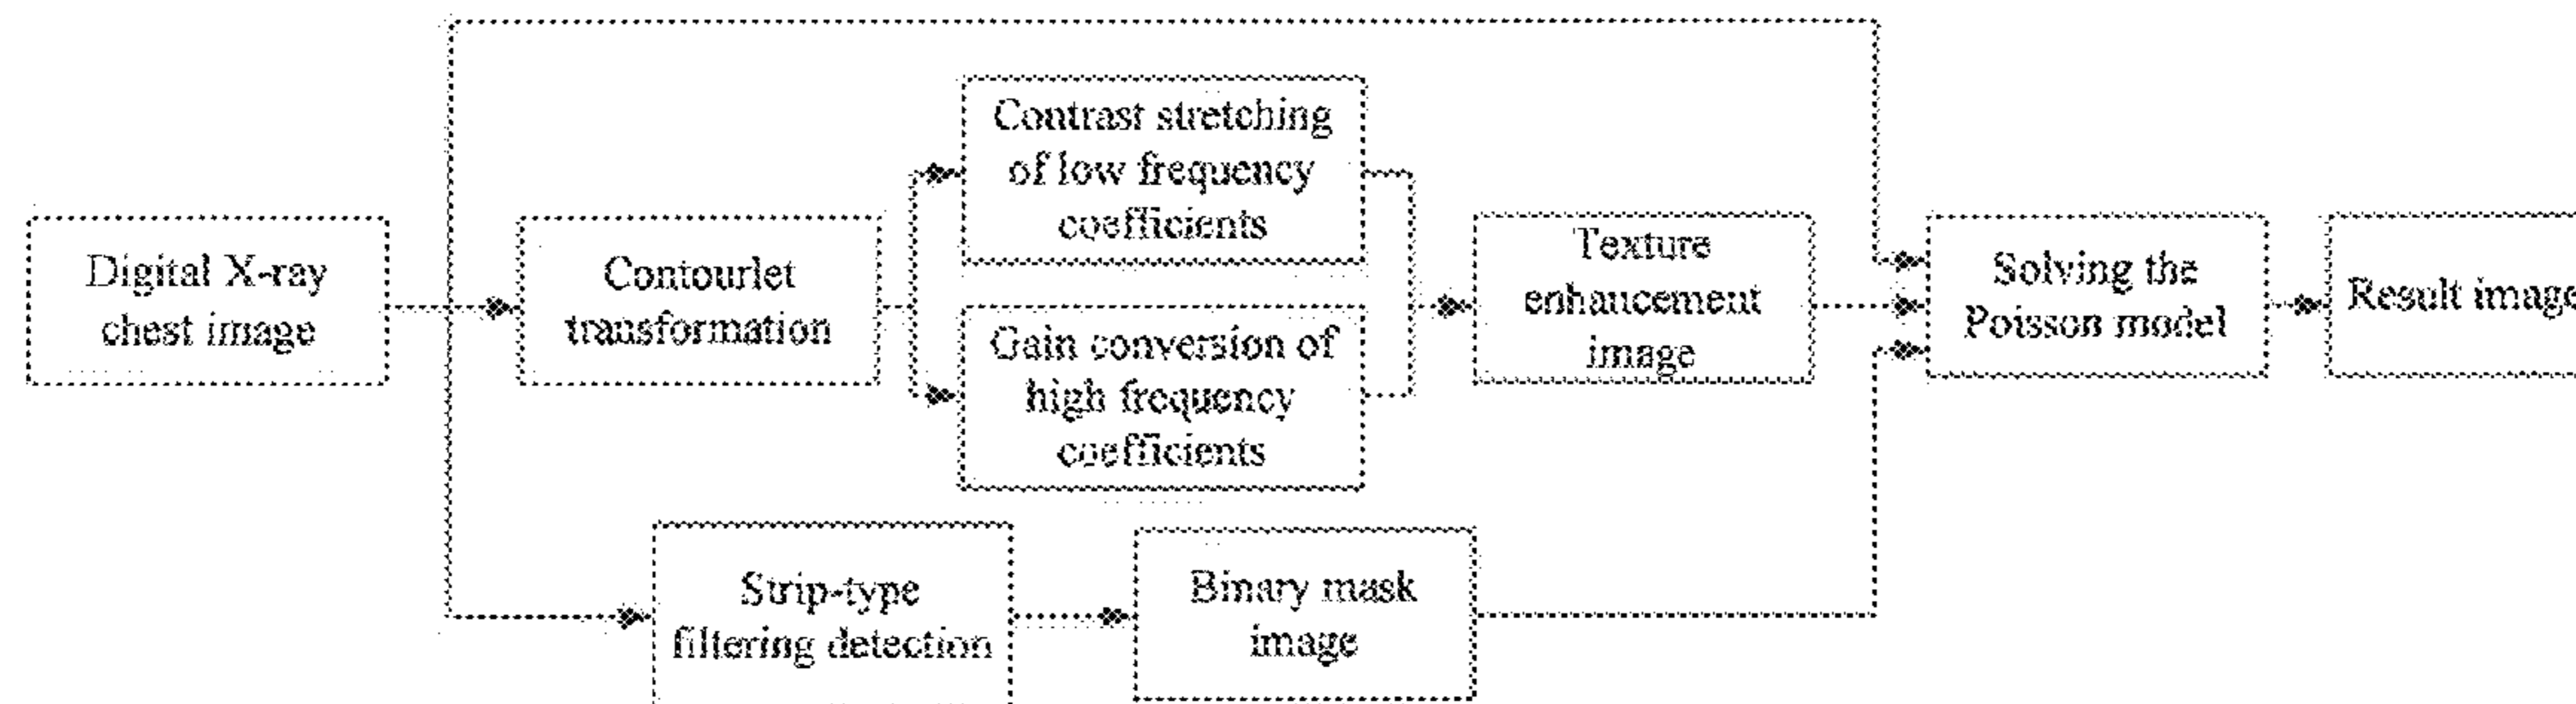 Digital X-ray
chest image
Contourlet
transformation
Contrast stretching
of low frequency
coefficients
Gain conversion of
high frequency
coefficients
Texture
enhancement
image
Solving the
Poisson model
Result image
Strip-type
filtering detection
Binary mask
image